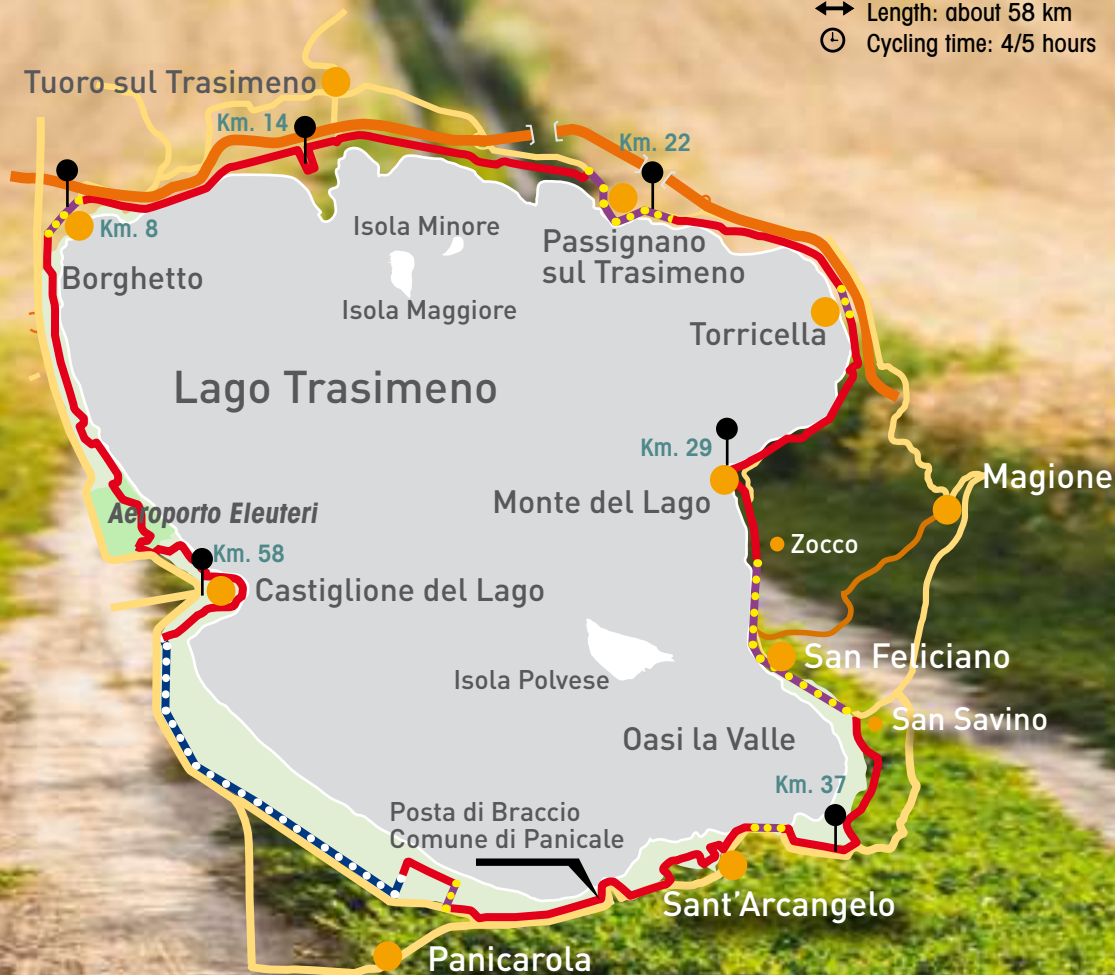 Length: about 58 km
Cycling time: 4/5 hours
Tuoro sul Trasimeno
Km. 14
Km. 22
Km. 8
Isola Minore
Passignano
sul Trasimeno
Borghetto
Isola Maggiore
Torricella
Lago Trasimeno
Km. 29
Magione
Monte del Lago
Aeroporto Eleuteri
Zocco
Km. 58
Castiglione del Lago
San Feliciano
Isola Polvese
San Savino
Oasi la Valle
Km. 37
Posta di Braccio
Comune di Panicale
Sant'Arcangelo
Panicarola